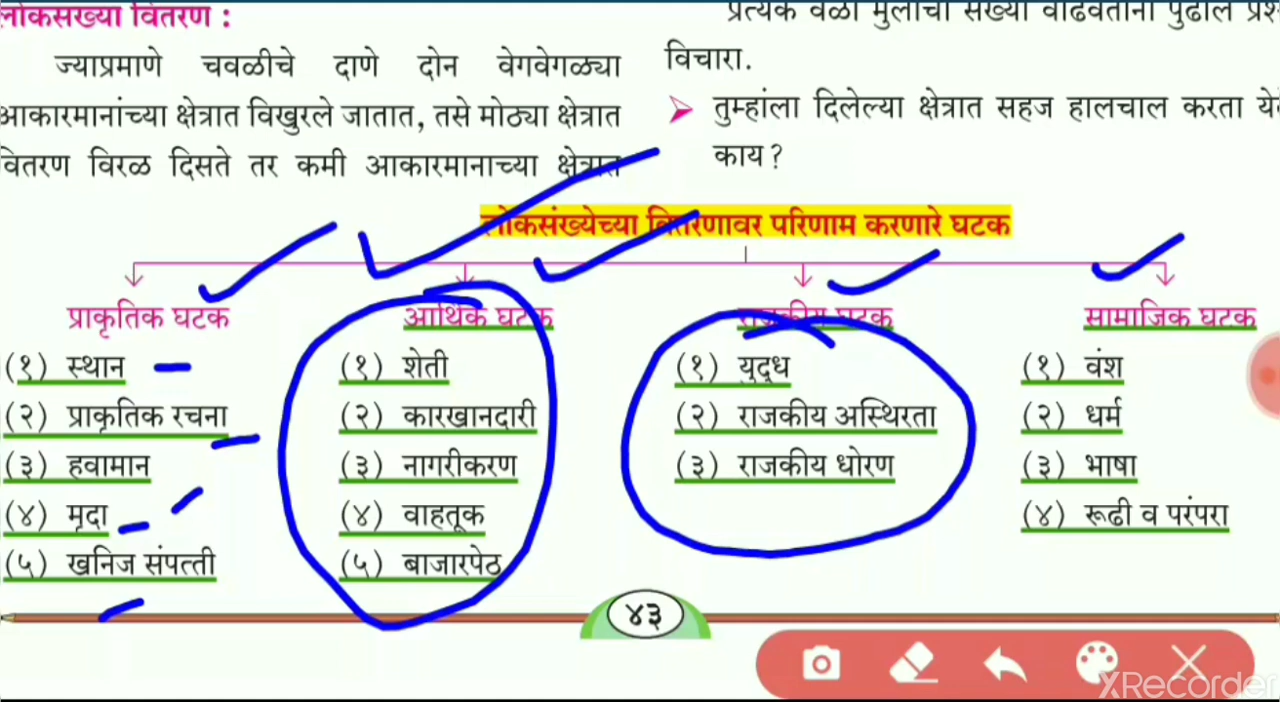 लोकसंख्या वितरण :
ज्याप्रमाणे चवळीचे दाणे दोन वेगवेगळ्या
आकारमानांच्या क्षेत्रात विखुरले जातात, तसे मोठ्या क्षेत्रात
वितरण विरळ दिसते तर कमी आकारमानाच्या क्षेत्रात
प्रत्येक वेळी मुलांची संख्या वाढवताना पुढील
विचारा.
➢ तुम्हांला दिलेल्या क्षेत्रात सहज हालचाल करता
काय?
लोकसंख्येच्या वितरणावर परिणाम करणारे घटक
प्राकृतिक घटक
(१) स्थान
(२) प्राकृतिक रचना
(३) हवामान
(४) मृदा
(५) खनिज संपत्ती
आर्थिक घटक
(१) शेती
(२) कारखानदारी
(३) नागरीकरण
(४) वाहतूक
(५) बाजारपेठ
राजकीय घटक
(१) युद्ध
(२) राजकीय अस्थिरता
(३) राजकीय धोरण
सामाजिक घटक
(१) वंश
(२) धर्म
(३) भाषा
(४) रूढी व परंपरा
४३
XRecorder